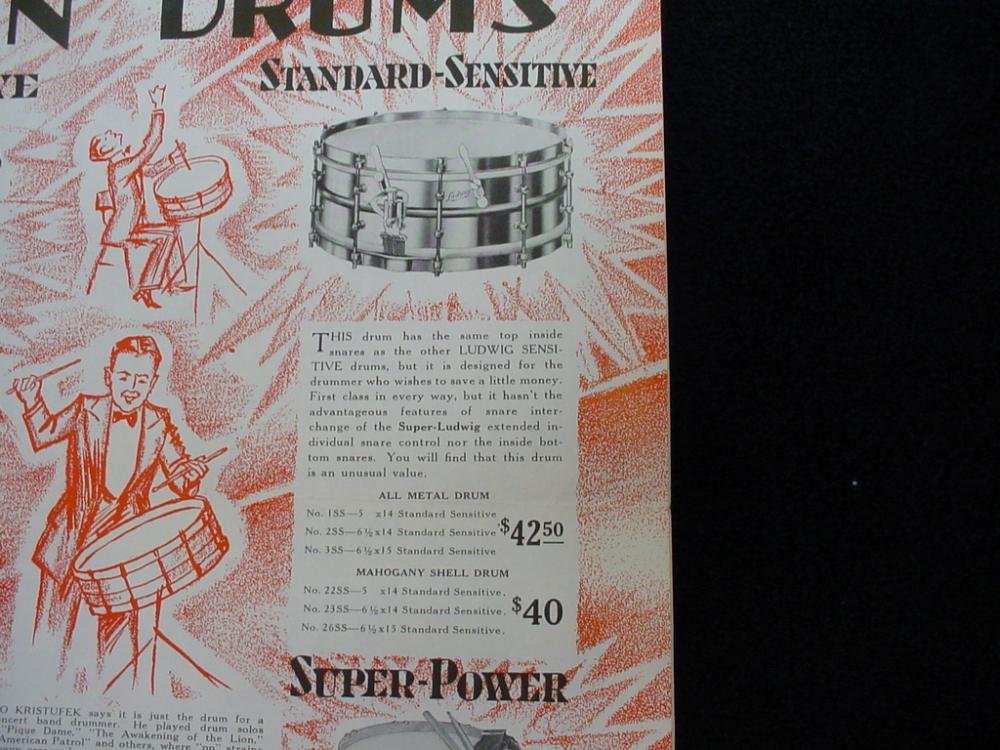 N DRUMS
VE
STANDARD-SENSITIVE
Ludwig
THIS drum has the same top inside
snares as the other LUDWIG SENSI-
TIVE drums, but it is designed for the
drummer who wishes to save a little money.
First class in every way, but it hasn't the
advantageous features of snare inter-
change of the Super-Ludwig extended in-
dividual snare control nor the inside bot-
tom snares. You will find that this drum
is an unusual value.
ALL METAL DRUM
No. 1SS—5 x14 Standard Sensitive
No. 2SS—6½x14 Standard Sensitive $42.50
No. 3SS—6½x15 Standard Sensitive
MAHOGANY SHELL DRUM
No. 22SS—5 x14 Standard Sensitive.
No. 23SS—6½x14 Standard Sensitive. $40
No. 26SS—6½x15 Standard Sensitive.
SUPER-POWER
O KRISTUFEK says it is just the drum for a
ncert band drummer. He played drum solos
"Pique Dame," "The Awakening of the Lion,"
American Patrol" and others, where "pp" strains